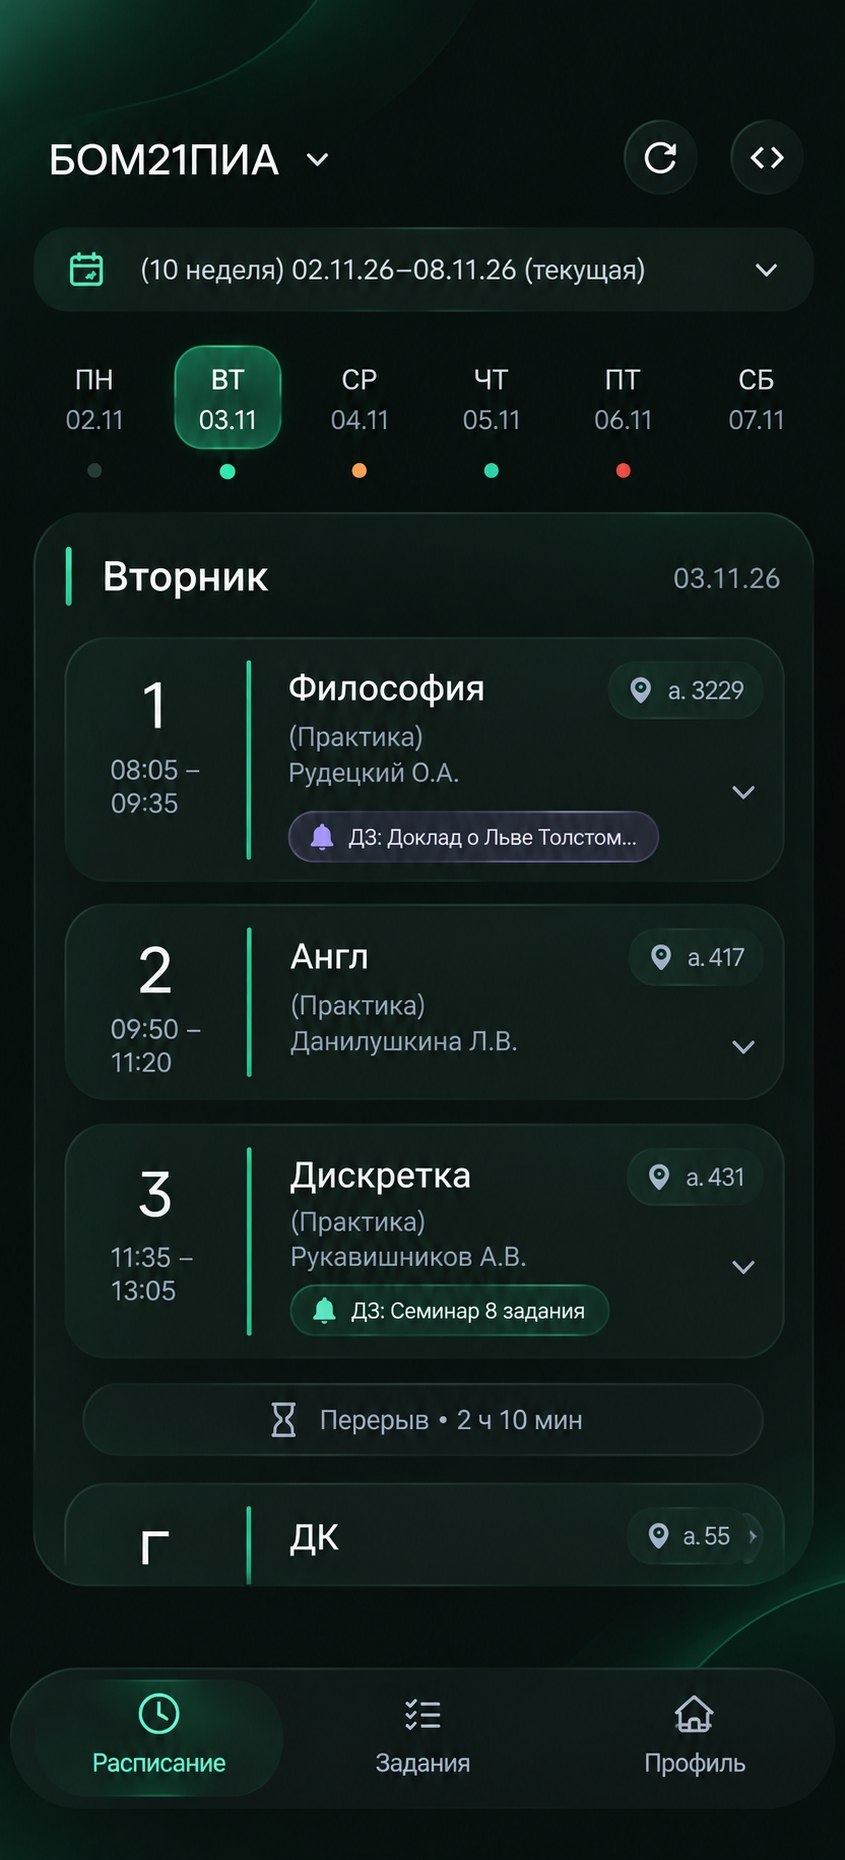 БОМ21ПИА
(10 неделя) 02.11.26–08.11.26 (текущая)
ПН ВТ СР ЧТ ПТ СБ
02.11 03.11 04.11 05.11 06.11 07.11
Вторник 03.11.26
1
08:05 –
09:35
Философия
а. 3229
(Практика)
Рудецкий О.А.
ДЗ: Доклад о Льве Толстом...
2
09:50 –
11:20
Англ
а. 417
(Практика)
Данилушкина Л.В.
3
11:35 –
13:05
Дискретка
а. 431
(Практика)
Рукавишников А.В.
ДЗ: Семинар 8 задания
Перерыв • 2 ч 10 мин
ДК
а. 55
Расписание Задания Профиль